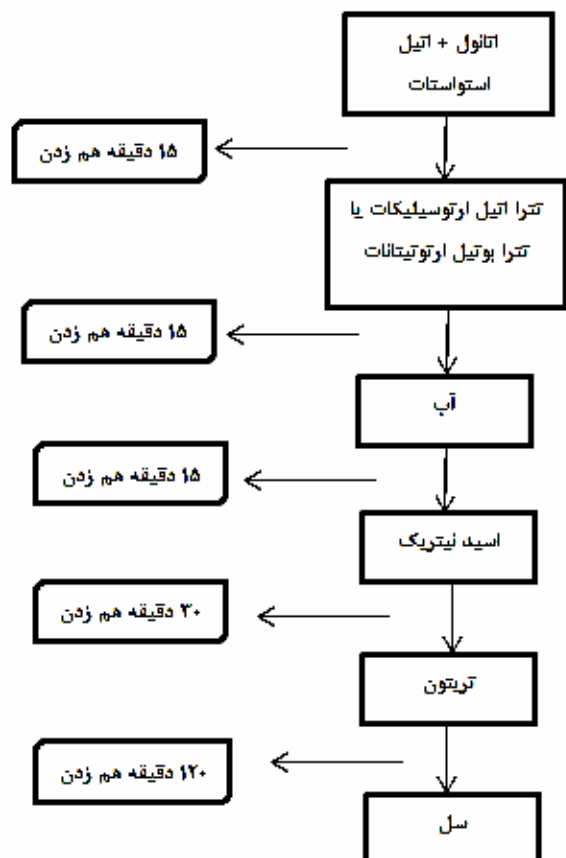 اتانول + اتیل
استواستات
۱۵ دقیقه هم زدن
تترا اتیل ارتوسیلیکات یا
تترا بوتیل ارتوتیتانات
۱۵ دقیقه هم زدن
آب
۱۵ دقیقه هم زدن
اسید نیتریک
۳۰ دقیقه هم زدن
تریتون
۱۲۰ دقیقه هم زدن
سل